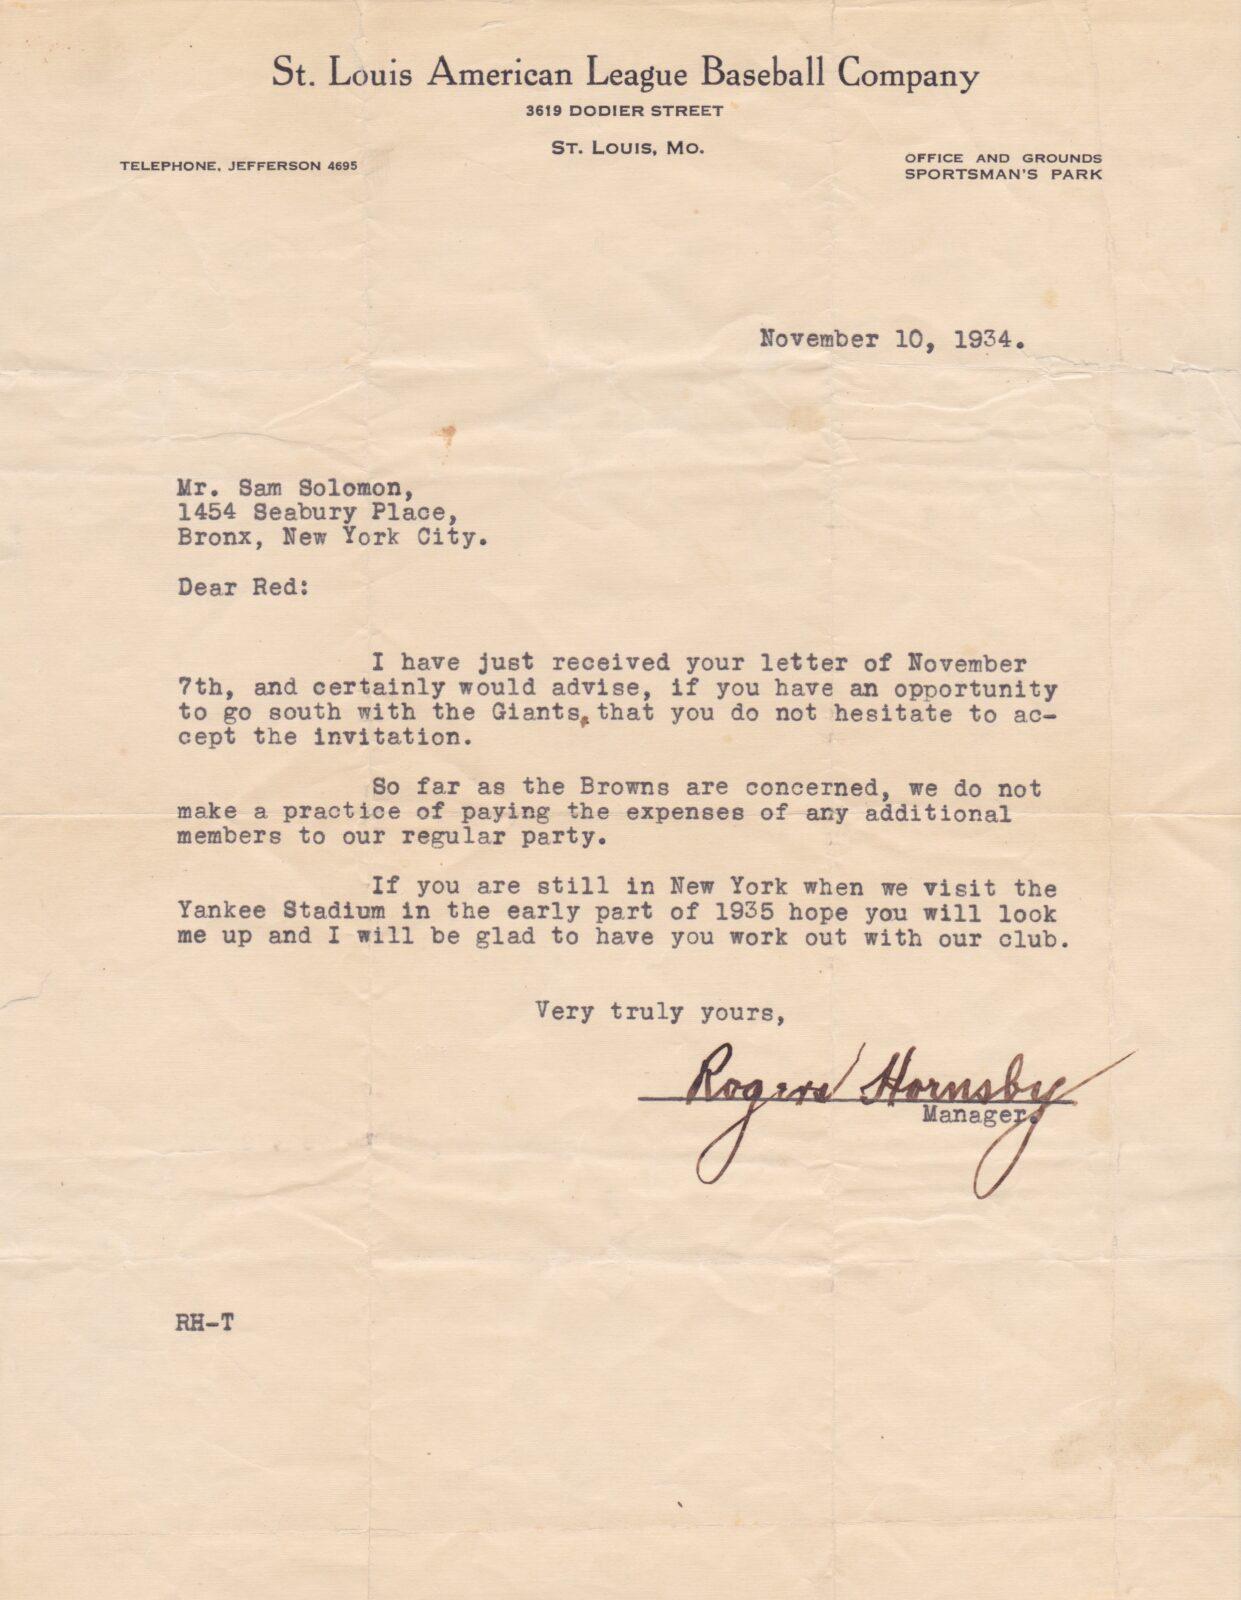 St. Louis American League Baseball Company
3619 DODIER STREET
ST. LOUIS, MO.
TELEPHONE, JEFFERSON 4695
OFFICE AND GROUNDS
SPORTSMAN'S PARK
November 10, 1934.
Mr. Sam Solomon,
1454 Seabury Place,
Bronx, New York City.
Dear Red:
I have just received your letter of November
7th, and certainly would advise, if you have an opportunity
to go south with the Giants, that you do not hesitate to ac-
cept the invitation.
So far as the Browns are concerned, we do not
make a practice of paying the expenses of any additional
members to our regular party.
If you are still in New York when we visit the
Yankee Stadium in the early part of 1935 hope you will look
me up and I will be glad to have you work out with our club.
Very truly yours,
Rogers Hornsby
Manager.
RH-T